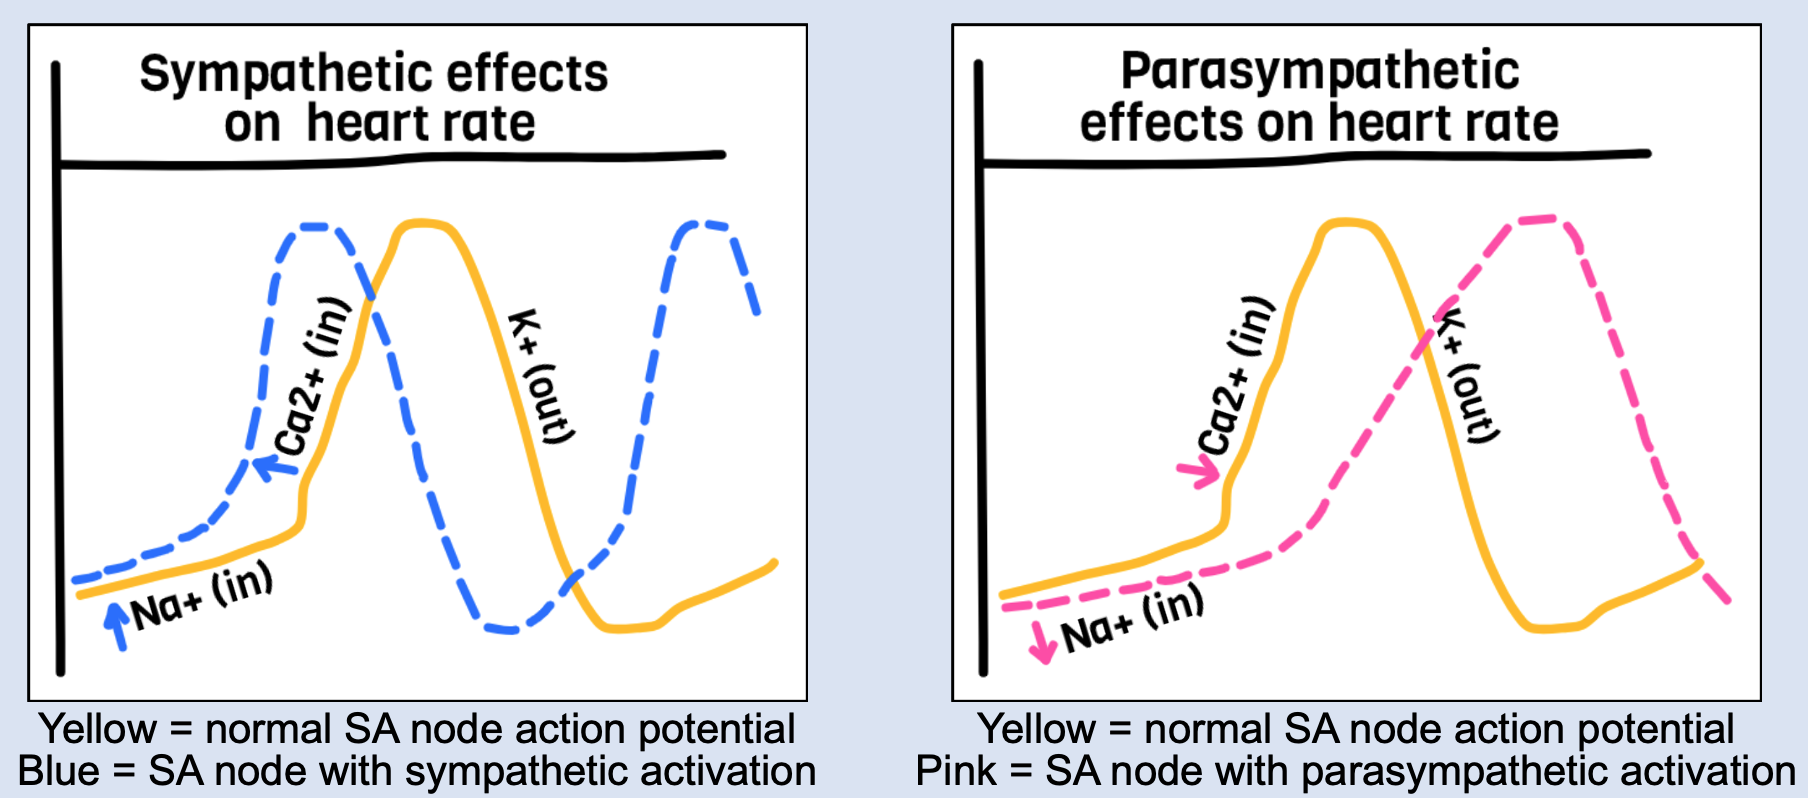 Sympathetic effects
on heart rate
Ca2+ (in)
K+ (out)
Na+ (in)
Yellow = normal SA node action potential
Blue = SA node with sympathetic activation
Parasympathetic
effects on heart rate
Ca2+ (in)
K+ (out)
Na+ (in)
Yellow = normal SA node action potential
Pink = SA node with parasympathetic activation